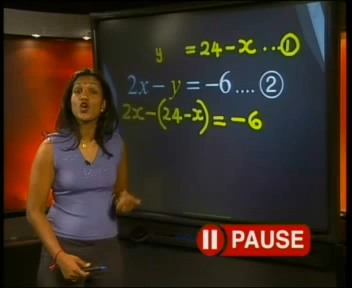 y = 24 - x ... ①
2x - y = -6 .... ②
2x - (24 - x) = -6
PAUSE